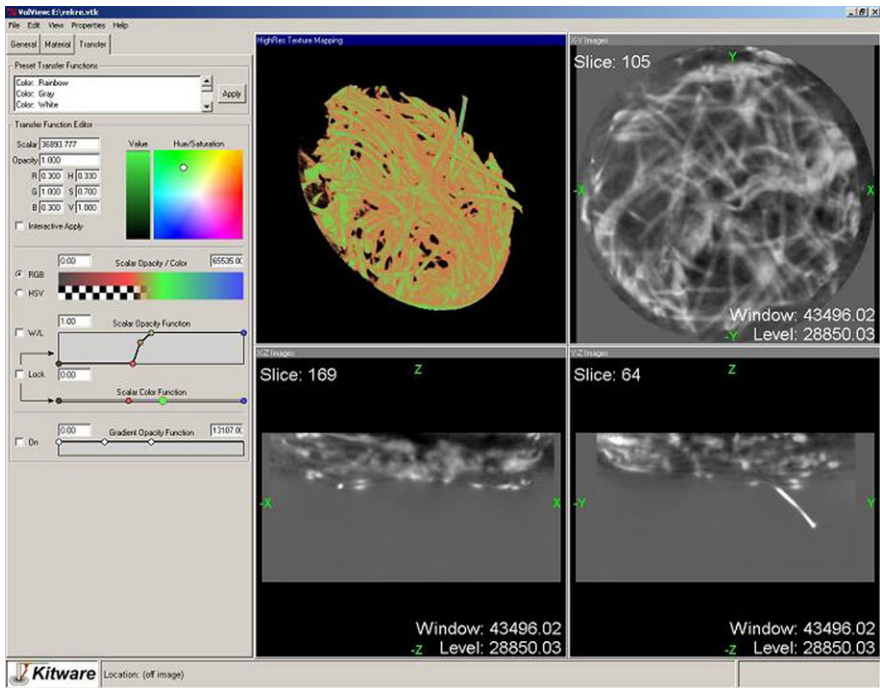 VolView: E:\rekre.vtk
File Edit View Properties Help
General Material Transfer
Preset Transfer Functions
Color: Rainbow
Color: Gray
Color: White
Apply
Transfer Function Editor
Scalar 36893.777
Value Hue/Saturation
Opacity 1.000
R 0.300 H 0.330
G 1.000 S 0.700
B 0.300 V 1.000
Interactive Apply
0.00 Scalar Opacity / Color 65535.00
RGB
HSV
1.00 Scalar Opacity Function
W/L
Lock 0.00
Scalar Color Function
0.00 Gradient Opacity Function 13107.00
On
HighRes Texture Mapping
X-Y Images
Slice: 105
Y
-X X
Window: 43496.02
-Y Level: 28850.03
X-Z Images
Slice: 169 Z
-X X
Window: 43496.02
-Z Level: 28850.03
Y-Z Images
Slice: 64 Z
-Y Y
Window: 43496.02
-Z Level: 28850.03
Kitware
Location: (off image)